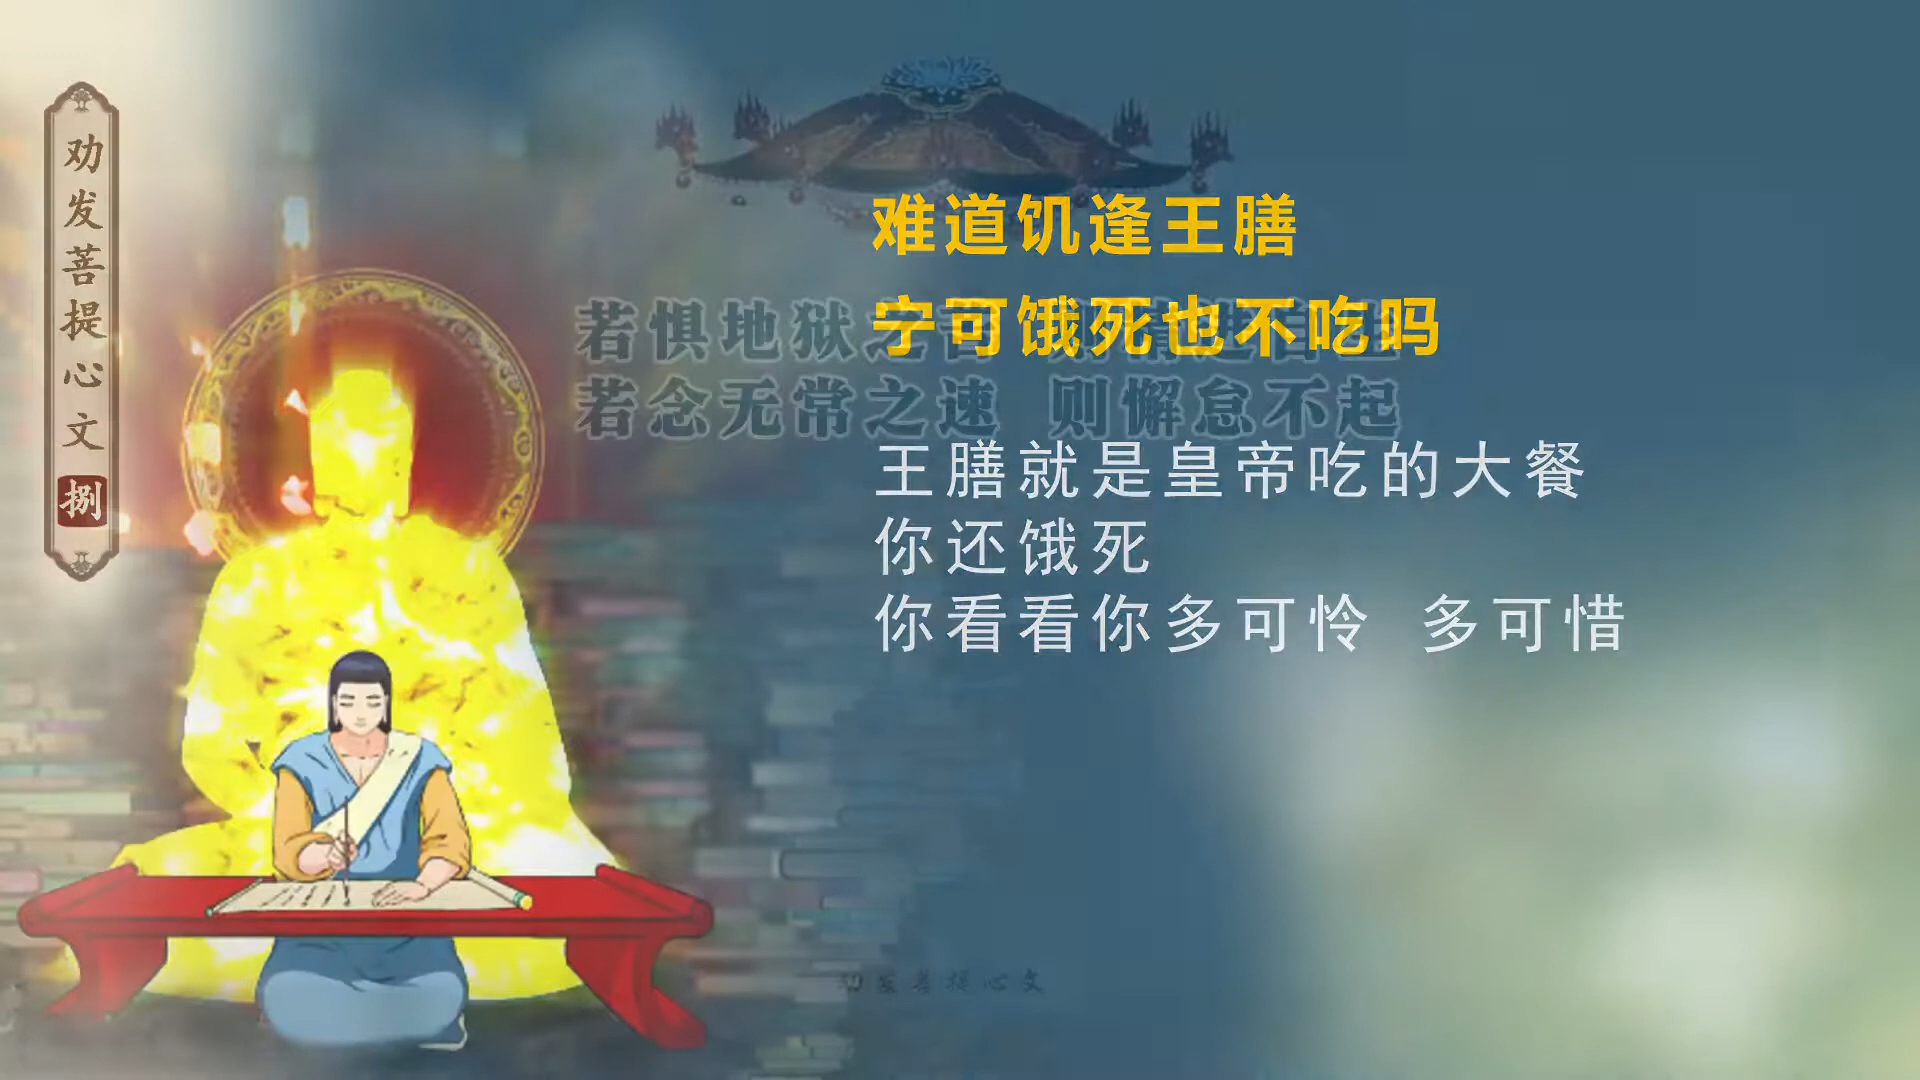 劝发菩提心文 捌
难道饥逢王膳
宁可饿死也不吃吗
若惧地狱之苦
若念无常之速 则懈怠不起
王膳就是皇帝吃的大餐
你还饿死
你看看你多可怜 多可惜
劝发菩提心文